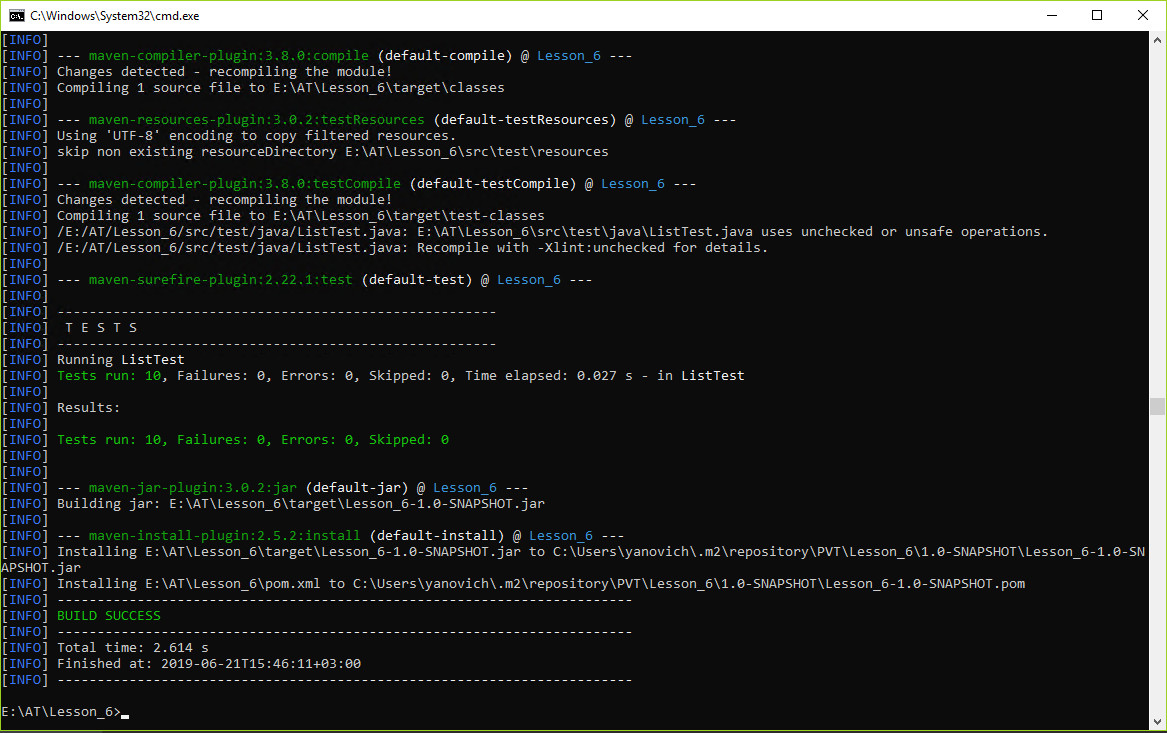 C:\Windows\System32\cmd.exe
[INFO]
[INFO] --- maven-compiler-plugin:3.8.0:compile (default-compile) @ Lesson_6 ---
[INFO] Changes detected - recompiling the module!
[INFO] Compiling 1 source file to E:\AT\Lesson_6\target\classes
[INFO]
[INFO] --- maven-resources-plugin:3.0.2:testResources (default-testResources) @ Lesson_6 ---
[INFO] Using 'UTF-8' encoding to copy filtered resources.
[INFO] skip non existing resourceDirectory E:\AT\Lesson_6\src\test\resources
[INFO]
[INFO] --- maven-compiler-plugin:3.8.0:testCompile (default-testCompile) @ Lesson_6 ---
[INFO] Changes detected - recompiling the module!
[INFO] Compiling 1 source file to E:\AT\Lesson_6\target\test-classes
[INFO] /E:/AT/Lesson_6/src/test/java/ListTest.java: E:\AT\Lesson_6\src\test\java\ListTest.java uses unchecked or unsafe operations.
[INFO] /E:/AT/Lesson_6/src/test/java/ListTest.java: Recompile with -Xlint:unchecked for details.
[INFO]
[INFO] --- maven-surefire-plugin:2.22.1:test (default-test) @ Lesson_6 ---
[INFO]
[INFO] -------------------------------------------------------
[INFO]  T E S T S
[INFO] -------------------------------------------------------
[INFO] Running ListTest
[INFO] Tests run: 10, Failures: 0, Errors: 0, Skipped: 0, Time elapsed: 0.027 s - in ListTest
[INFO]
[INFO] Results:
[INFO]
[INFO] Tests run: 10, Failures: 0, Errors: 0, Skipped: 0
[INFO]
[INFO]
[INFO] --- maven-jar-plugin:3.0.2:jar (default-jar) @ Lesson_6 ---
[INFO] Building jar: E:\AT\Lesson_6\target\Lesson_6-1.0-SNAPSHOT.jar
[INFO]
[INFO] --- maven-install-plugin:2.5.2:install (default-install) @ Lesson_6 ---
[INFO] Installing E:\AT\Lesson_6\target\Lesson_6-1.0-SNAPSHOT.jar to C:\Users\yanovich\.m2\repository\PVT\Lesson_6\1.0-SNAPSHOT\Lesson_6-1.0-SN
APSHOT.jar
[INFO] Installing E:\AT\Lesson_6\pom.xml to C:\Users\yanovich\.m2\repository\PVT\Lesson_6\1.0-SNAPSHOT\Lesson_6-1.0-SNAPSHOT.pom
[INFO] ------------------------------------------------------------------------
[INFO] BUILD SUCCESS
[INFO] ------------------------------------------------------------------------
[INFO] Total time: 2.614 s
[INFO] Finished at: 2019-06-21T15:46:11+03:00
[INFO] ------------------------------------------------------------------------
E:\AT\Lesson_6>